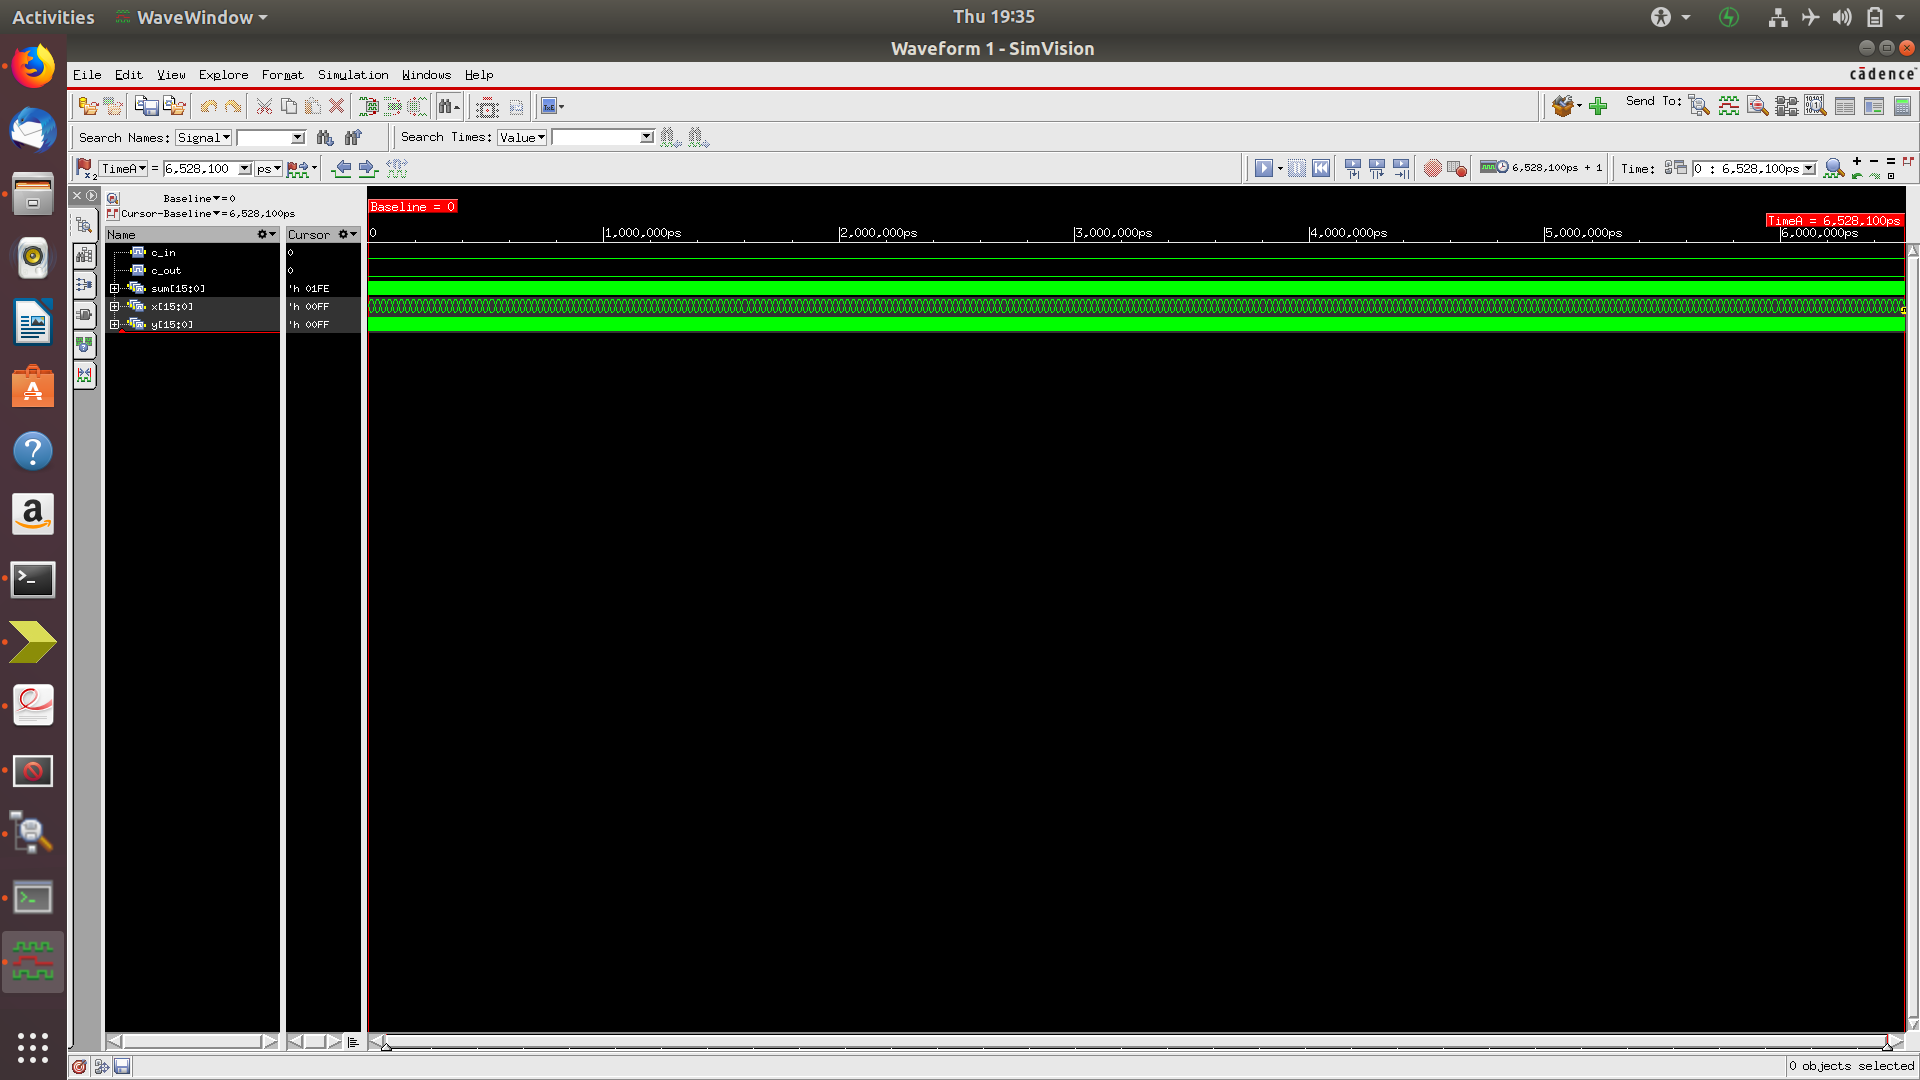 Activities WaveWindow Thu 19:35
Waveform 1 - SimVision
File Edit View Explore Format Simulation Windows Help cādence
Send To:
Search Names: Signal Search Times: Value
TimeA = 6,528,100 ps 6,528,100ps + 1 Time: 0 : 6,528,100ps
Baseline = 0
Cursor-Baseline = 6,528,100ps
Baseline = 0
TimeA = 6,528,100ps
Name Cursor 0 1,000,000ps 2,000,000ps 3,000,000ps 4,000,000ps 5,000,000ps 6,000,000ps
c_in 0
c_out 0
sum[15:0] 'h 01FE
x[15:0] 'h 00FF
y[15:0] 'h 00FF
0 objects selected